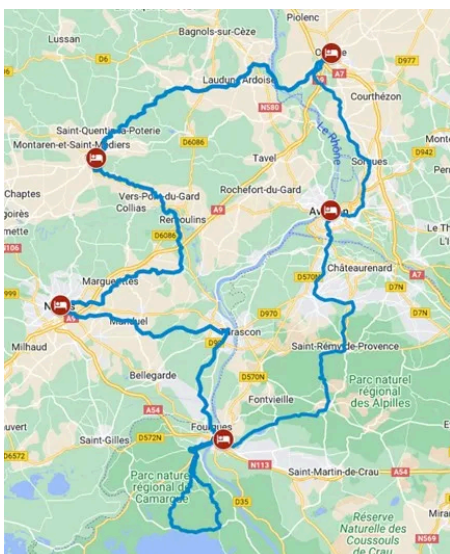 Piolenc
Lussan
Bagnols-sur-Cèze
D6
D977
A7
Laudun-Ardoise
N580
Courthézon
Saint-Quentin-la-Poterie
Montaren-et-Saint-Médiers
D6086
Le Rhône
Tavel
Sorgues
D942
Chaptes
Vers-Pont-du-Gard
Collias
Rochefort-du-Gard
Remoulins
A9
N106
D6086
Marguerittes
D570N
Châteaurenard
A7
D999
D7N
D7N
Manduel
D970
Milhaud
Saint-Rémy-de-Provence
Bellegarde
D570N
Parc naturel
régional
des Alpilles
A54
Fontvieille
Fourques
Saint-Gilles
D572N
D6572
N113
Saint-Martin-de-Crau
A54
Parc nature
régional de
Camargue
D35
Réserve
Naturelle des
Coussouls
de Crau
N569